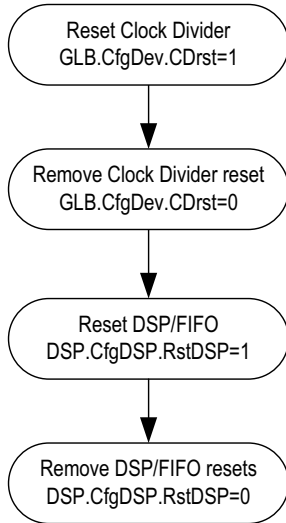 Reset Clock Divider
GLB.CfgDev.CDrst=1
Remove Clock Divider reset
GLB.CfgDev.CDrst=0
Reset DSP/FIFO
DSP.CfgDSP.RstDSP=1
Remove DSP/FIFO resets
DSP.CfgDSP.RstDSP=0